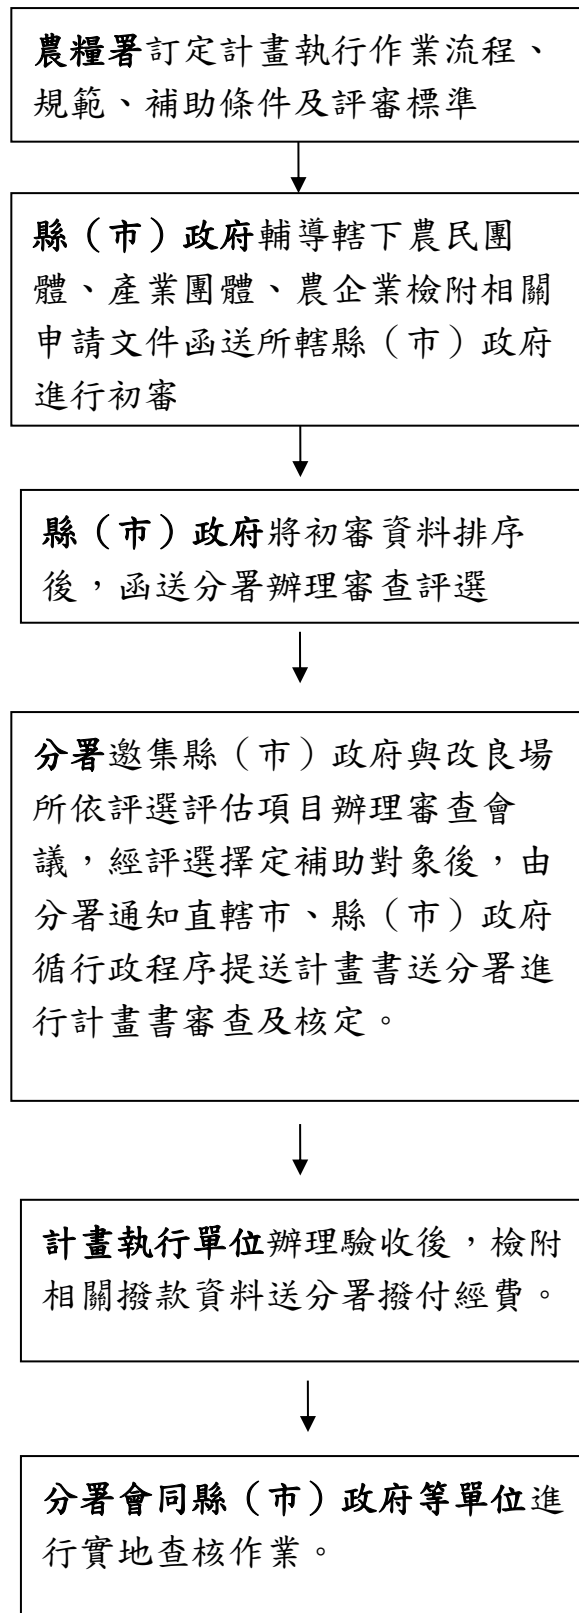 農糧署訂定計畫執行作業流程、
規範、補助條件及評審標準
縣（市）政府輔導轄下農民團
體、產業團體、農企業檢附相關
申請文件函送所轄縣（市）政府
進行初審
縣（市）政府將初審資料排序
後，函送分署辦理審查評選
分署邀集縣（市）政府與改良場
所依評選評估項目辦理審查會
議，經評選擇定補助對象後，由
分署通知直轄市、縣（市）政府
循行政程序提送計畫書送分署進
行計畫書審查及核定。
計畫執行單位辦理驗收後，檢附
相關撥款資料送分署撥付經費。
分署會同縣（市）政府等單位進
行實地查核作業。